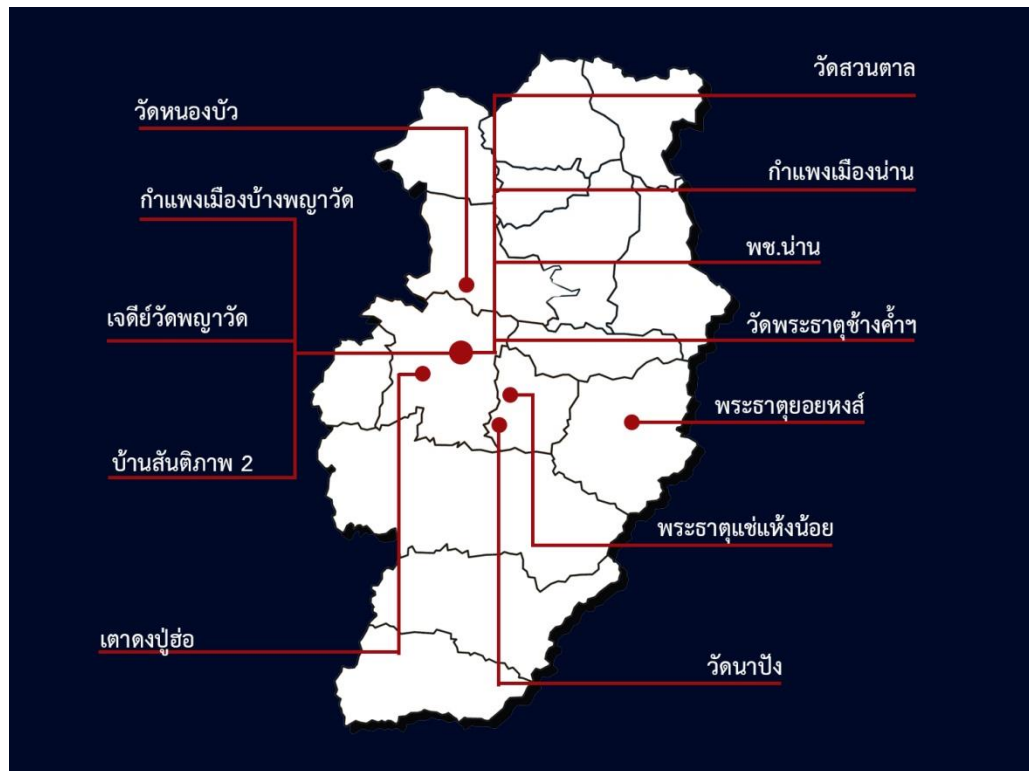 วัดสวนตาล
วัดหนองบัว
กำแพงเมืองน่าน
กำแพงเมืองบ้างพญาวัด
พช.น่าน
เจดีย์วัดพญาวัด
วัดพระธาตุช้างค้ำฯ
พระธาตุยอยหงส์
บ้านสันติภาพ 2
พระธาตุแช่แห้งน้อย
เตาดงปู่ฮ่อ
วัดนาปัง